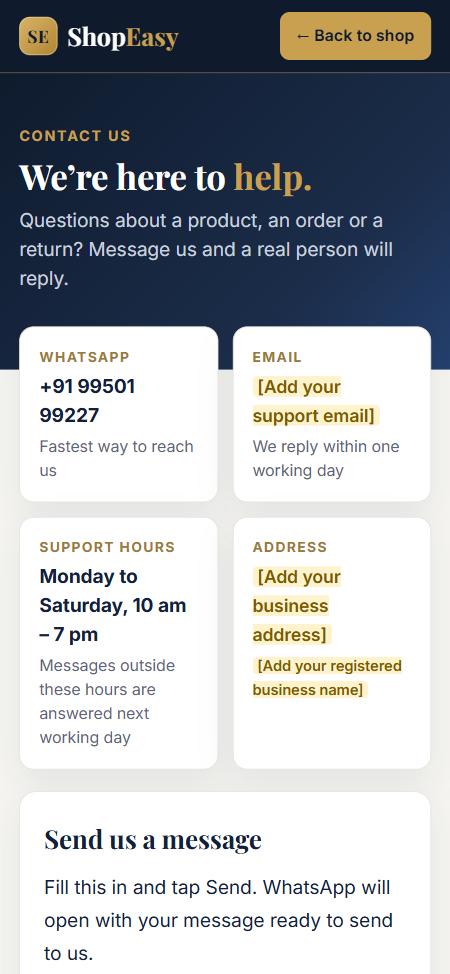 SE ShopEasy
← Back to shop
CONTACT US
We’re here to help.
Questions about a product, an order or a
return? Message us and a real person will
reply.
WHATSAPP
+91 99501
99227
Fastest way to reach
us
EMAIL
[Add your
support email]
We reply within one
working day
SUPPORT HOURS
Monday to
Saturday, 10 am
– 7 pm
Messages outside
these hours are
answered next
working day
ADDRESS
[Add your
business
address]
[Add your registered
business name]
Send us a message
Fill this in and tap Send. WhatsApp will
open with your message ready to send
to us.